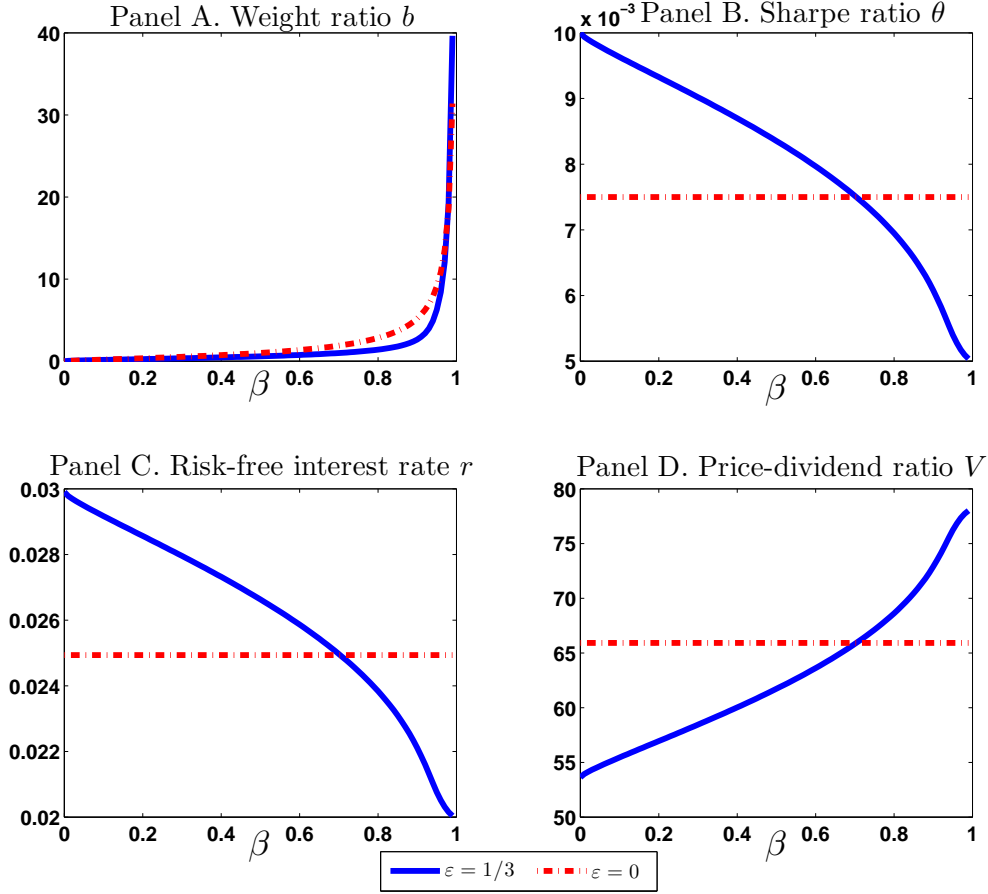 Panel A. Weight ratio b
40
30
20
10
0
0 0.2 0.4 0.6 0.8 1
β
Panel B. Sharpe ratio θ
x 10⁻³
10
9
8
7
6
5
0 0.2 0.4 0.6 0.8 1
β
Panel C. Risk-free interest rate r
0.03
0.028
0.026
0.024
0.022
0.02
0 0.2 0.4 0.6 0.8 1
β
Panel D. Price-dividend ratio V
80
75
70
65
60
55
50
0 0.2 0.4 0.6 0.8 1
β
ε = 1/3 ε = 0